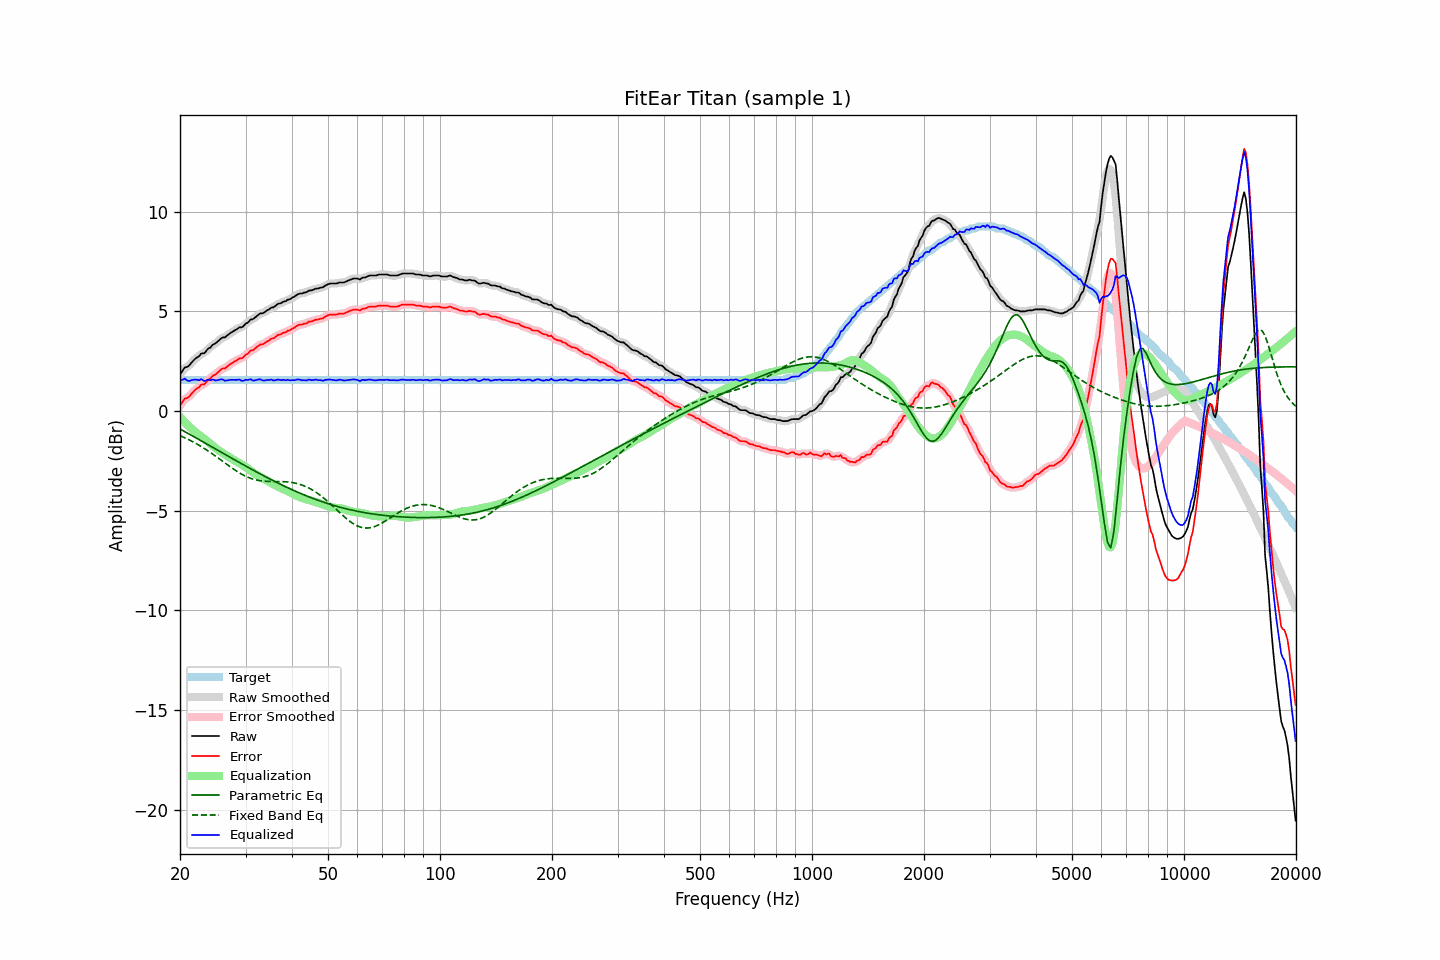 FitEar Titan (sample 1)
Amplitude (dBr)
10
5
0
−5
−10
−15
−20
Target
Raw Smoothed
Error Smoothed
Raw
Error
Equalization
Parametric Eq
Fixed Band Eq
Equalized
20 50 100 200 500 1000 2000 5000 10000 20000
Frequency (Hz)